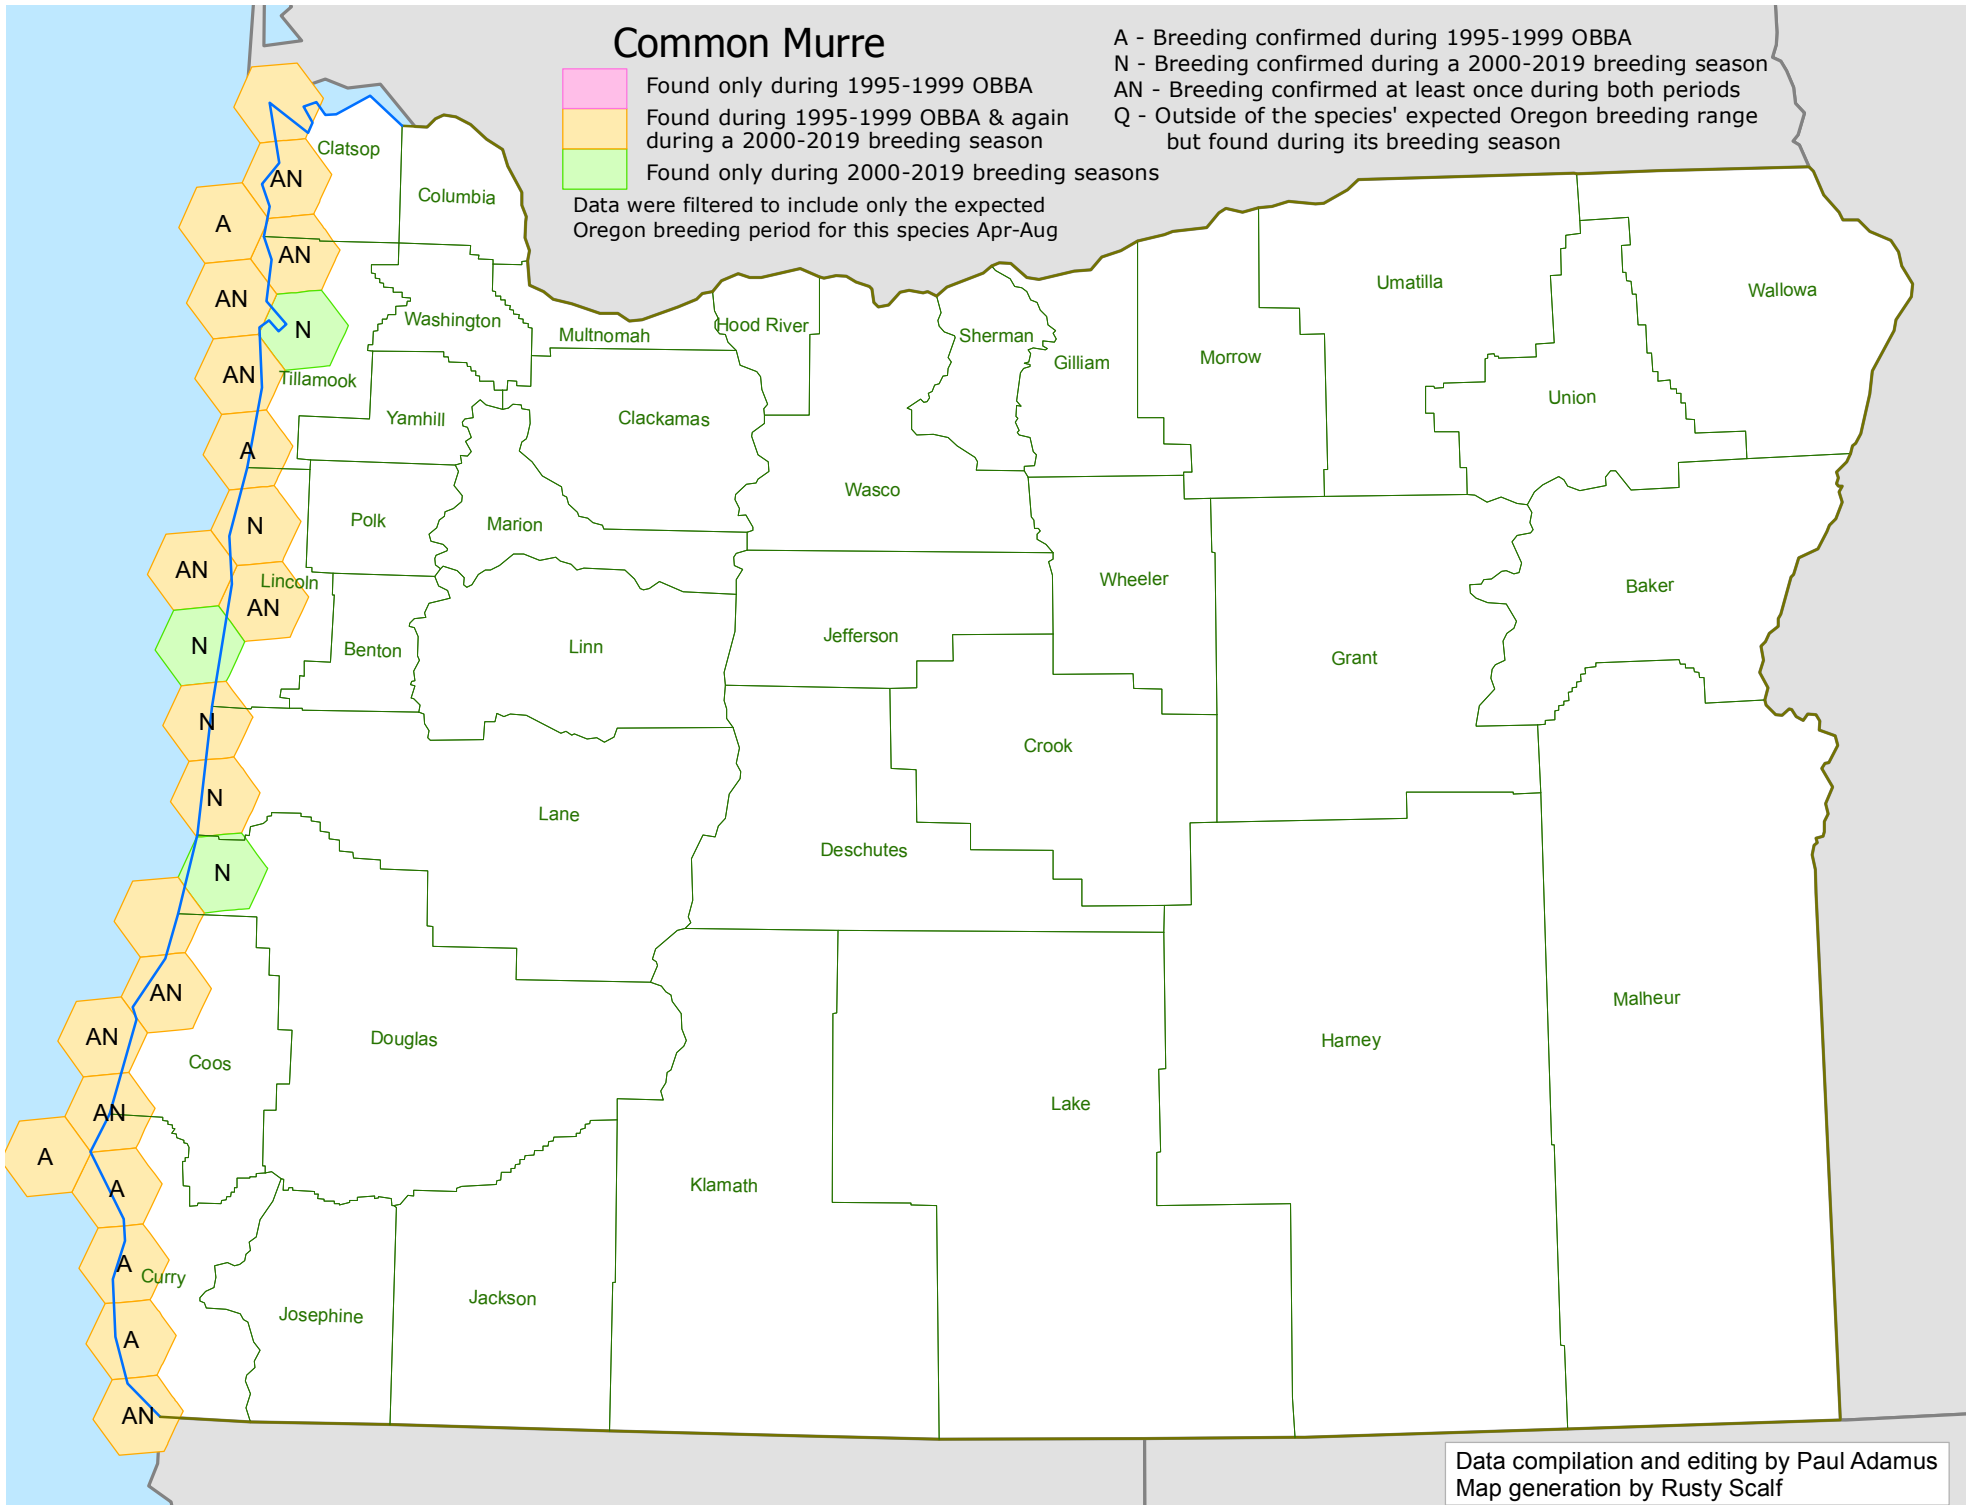 Common Murre
Found only during 1995-1999 OBBA
Found during 1995-1999 OBBA & again
during a 2000-2019 breeding season
Found only during 2000-2019 breeding seasons
Data were filtered to include only the expected
Oregon breeding period for this species Apr-Aug
A - Breeding confirmed during 1995-1999 OBBA
N - Breeding confirmed during a 2000-2019 breeding season
AN - Breeding confirmed at least once during both periods
Q - Outside of the species' expected Oregon breeding range
but found during its breeding season
Clatsop
AN
Columbia
A
AN
Umatilla
Wallowa
AN
N
Washington
Multnomah
Hood River
Sherman
Gilliam
Morrow
AN
Tillamook
Yamhill
Clackamas
Union
A
Wasco
N
Polk
Marion
AN
Lincoln
AN
Wheeler
Baker
N
Benton
Linn
Jefferson
Grant
N
Crook
N
Lane
Deschutes
N
AN
Malheur
AN
Coos
Douglas
Harney
AN
Lake
A
A
Klamath
A
Curry
Josephine
Jackson
A
AN
Data compilation and editing by Paul Adamus
Map generation by Rusty Scalf